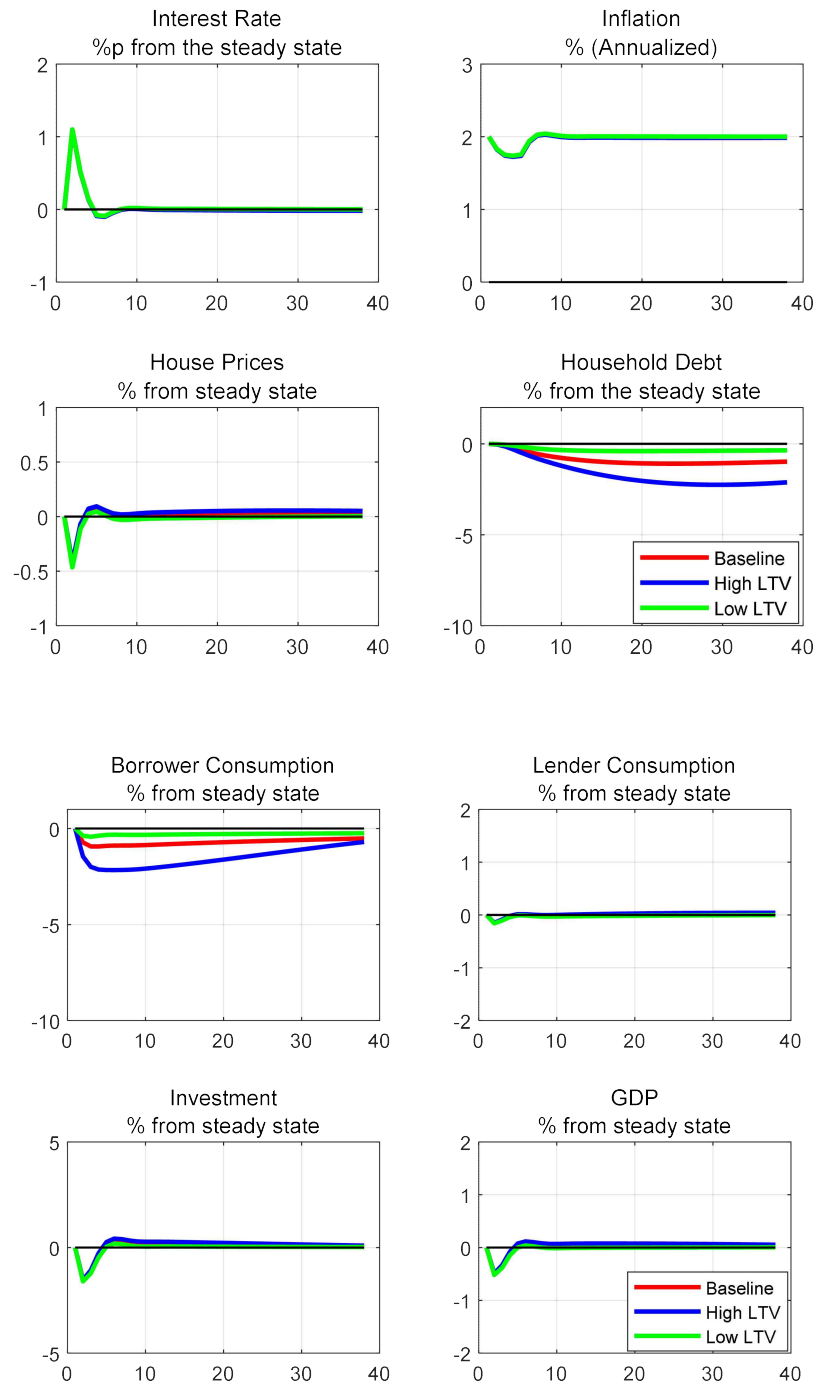 Interest Rate
%p from the steady state
2
1
0
-1
0 10 20 30 40
Inflation
% (Annualized)
3
2
1
0
0 10 20 30 40
House Prices
% from steady state
1
0.5
0
-0.5
-1
0 10 20 30 40
Household Debt
% from the steady state
0
-5
-10
0 10 20 30 40
Baseline
High LTV
Low LTV
Borrower Consumption
% from steady state
0
-5
-10
0 10 20 30 40
Lender Consumption
% from steady state
2
1
0
-1
-2
0 10 20 30 40
Investment
% from steady state
5
0
-5
0 10 20 30 40
GDP
% from steady state
2
1
0
-1
-2
0 10 20 30 40
Baseline
High LTV
Low LTV